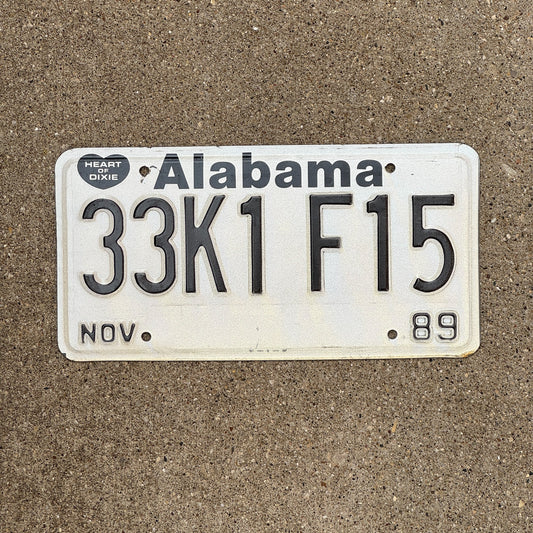 HEART
OF
DIXIE
Alabama
33K1 F15
NOV 89